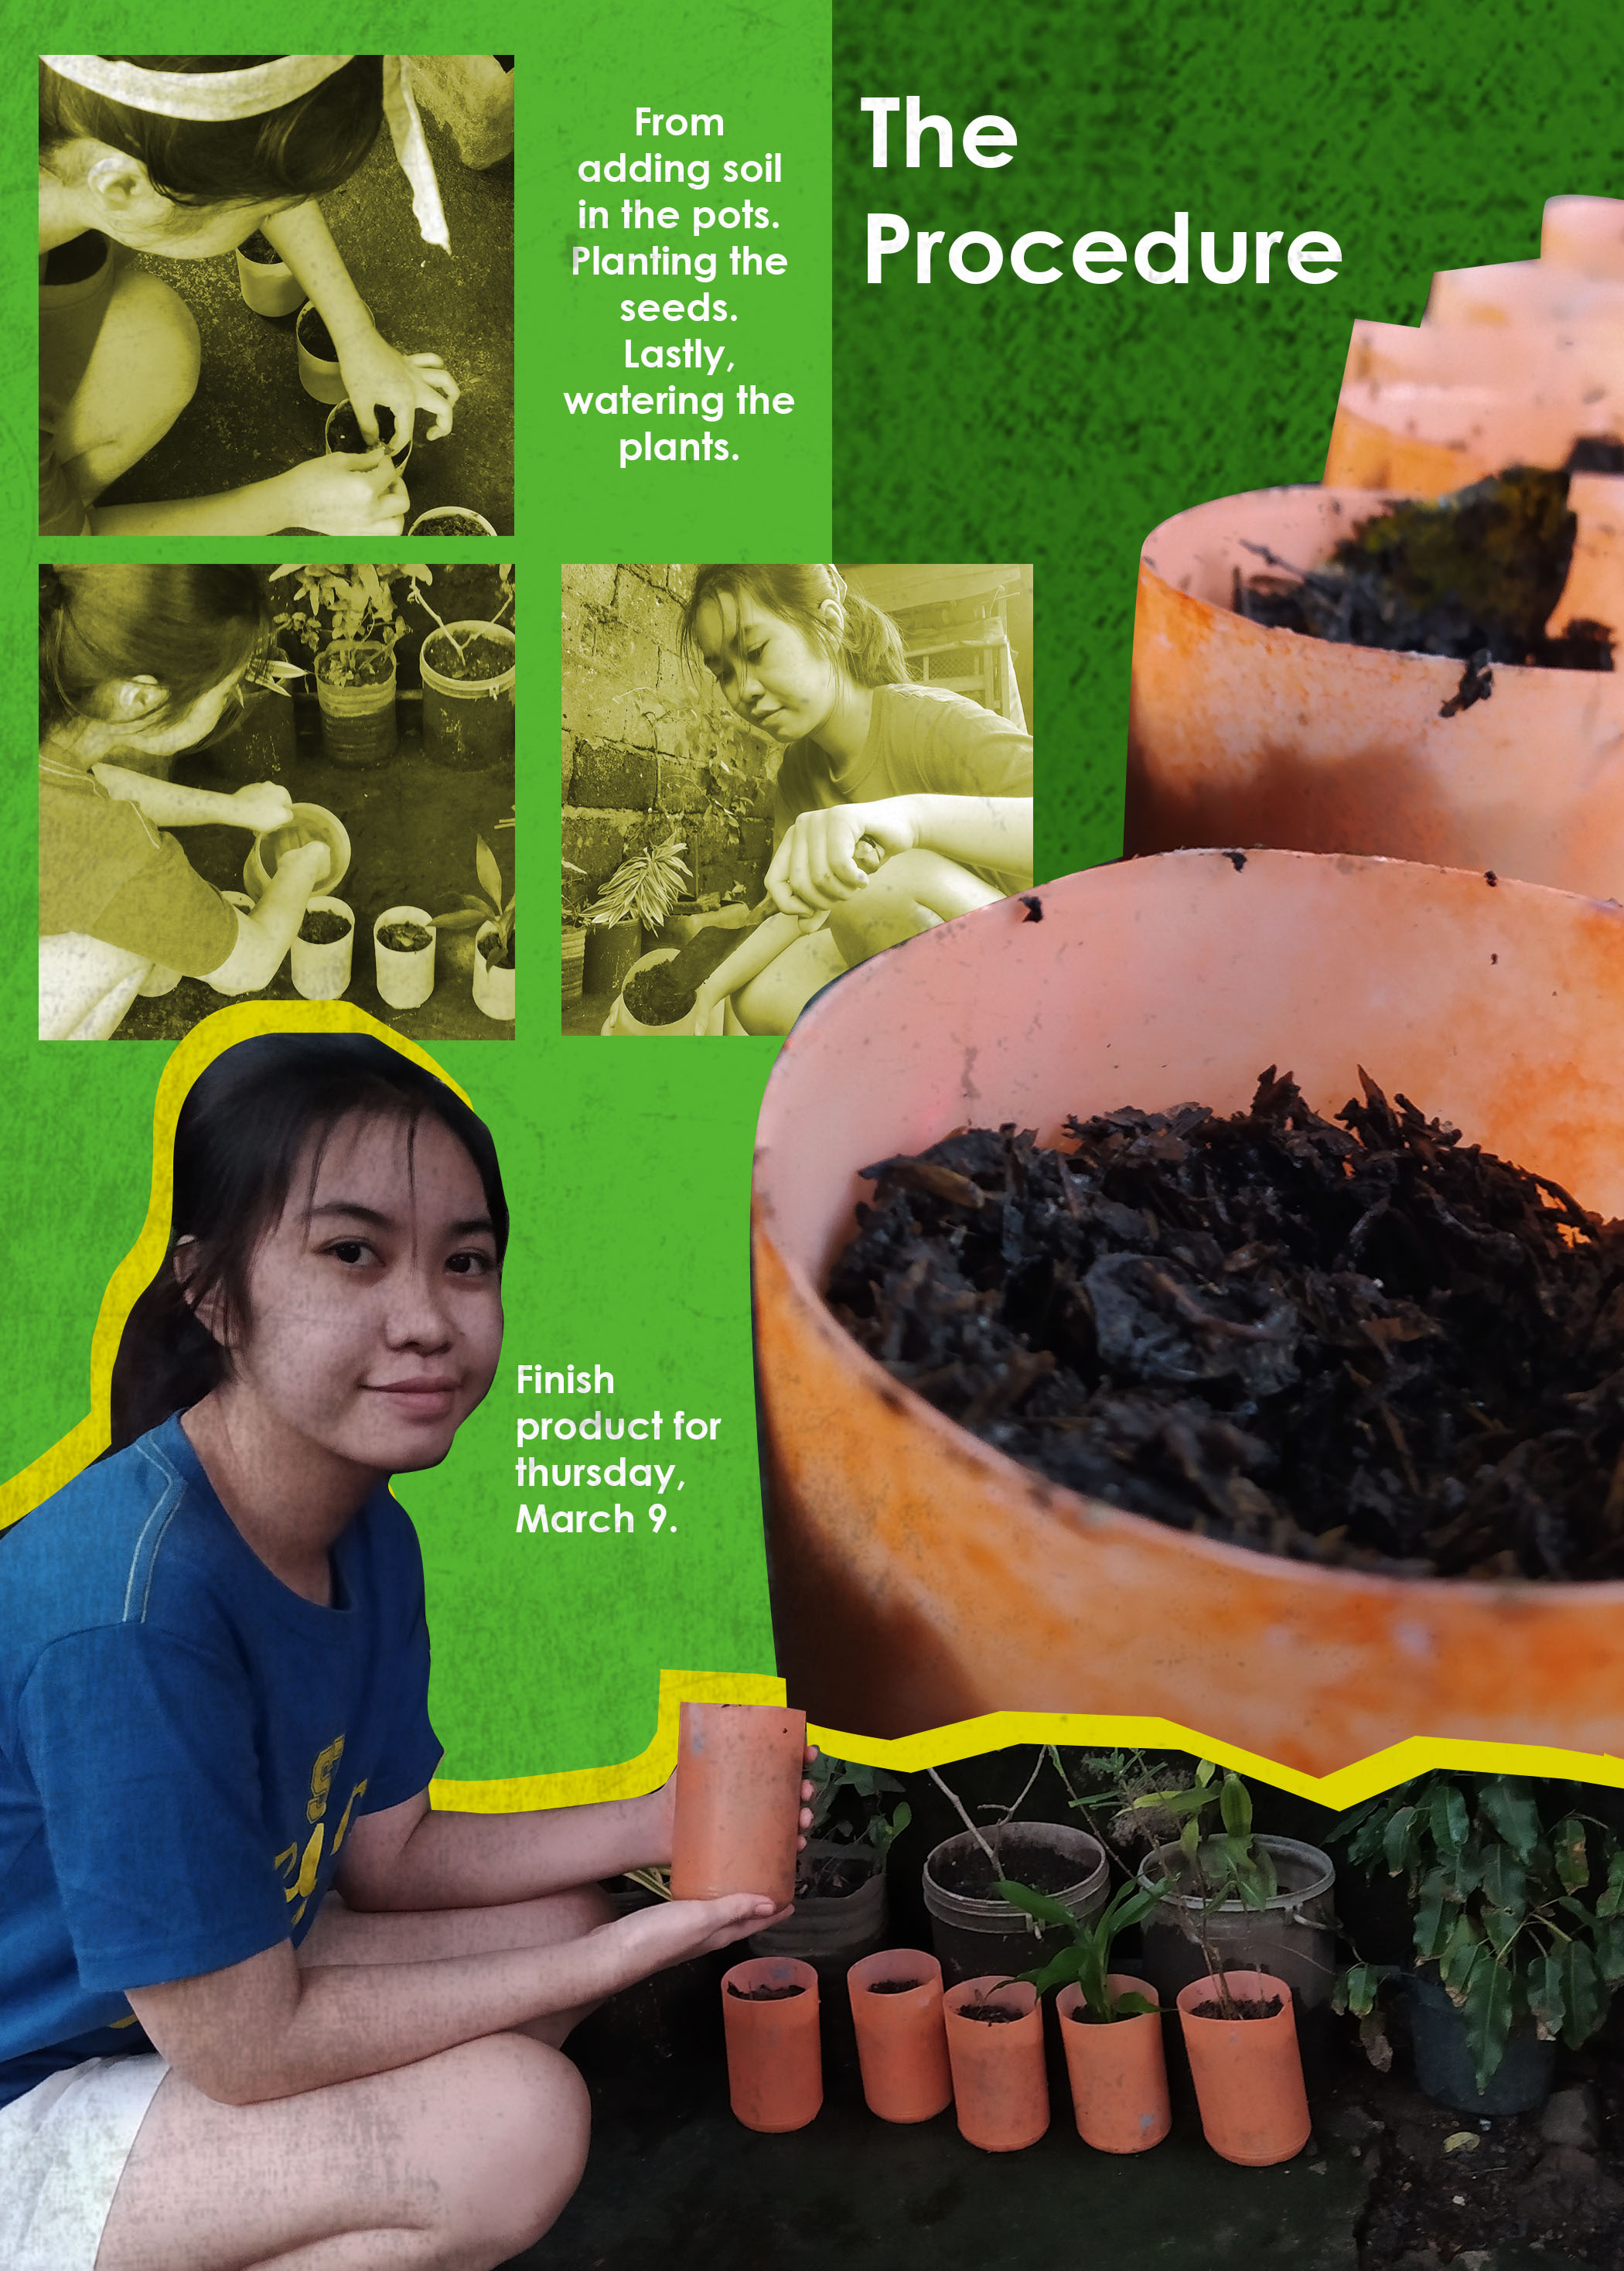 The
Procedure
From
adding soil
in the pots.
Planting the
seeds.
Lastly,
watering the
plants.
Finish
product for
thursday,
March 9.